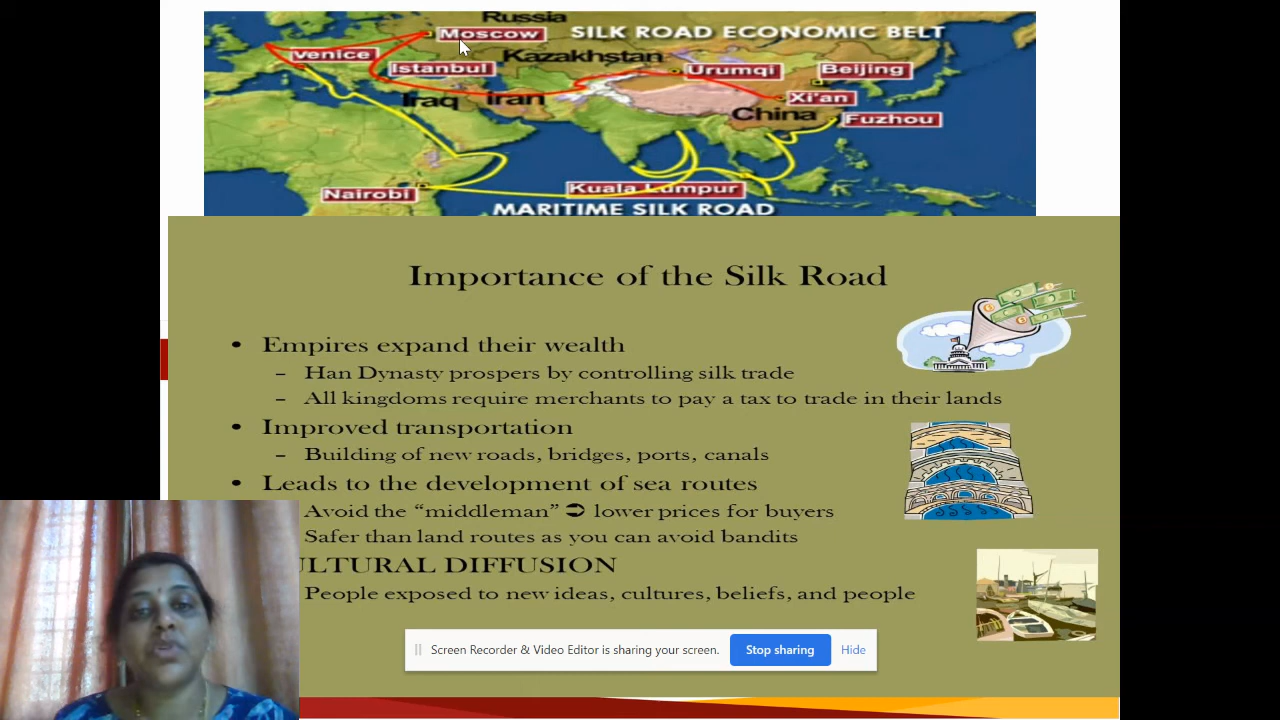 Russia
Moscow
SILK ROAD ECONOMIC BELT
Venice
Kazakhstan
Istanbul
Urumqi
Beijing
Iraq
iran
Xi'an
China
Fuzhou
Nairobi
Kuala Lumpur
MARITIME SILK ROAD
Importance of the Silk Road
• Empires expand their wealth
– Han Dynasty prospers by controlling silk trade
– All kingdoms require merchants to pay a tax to trade in their lands
• Improved transportation
– Building of new roads, bridges, ports, canals
• Leads to the development of sea routes
Avoid the “middleman” ➲ lower prices for buyers
Safer than land routes as you can avoid bandits
ULTURAL DIFFUSION
People exposed to new ideas, cultures, beliefs, and people
Screen Recorder & Video Editor is sharing your screen.
Stop sharing
Hide